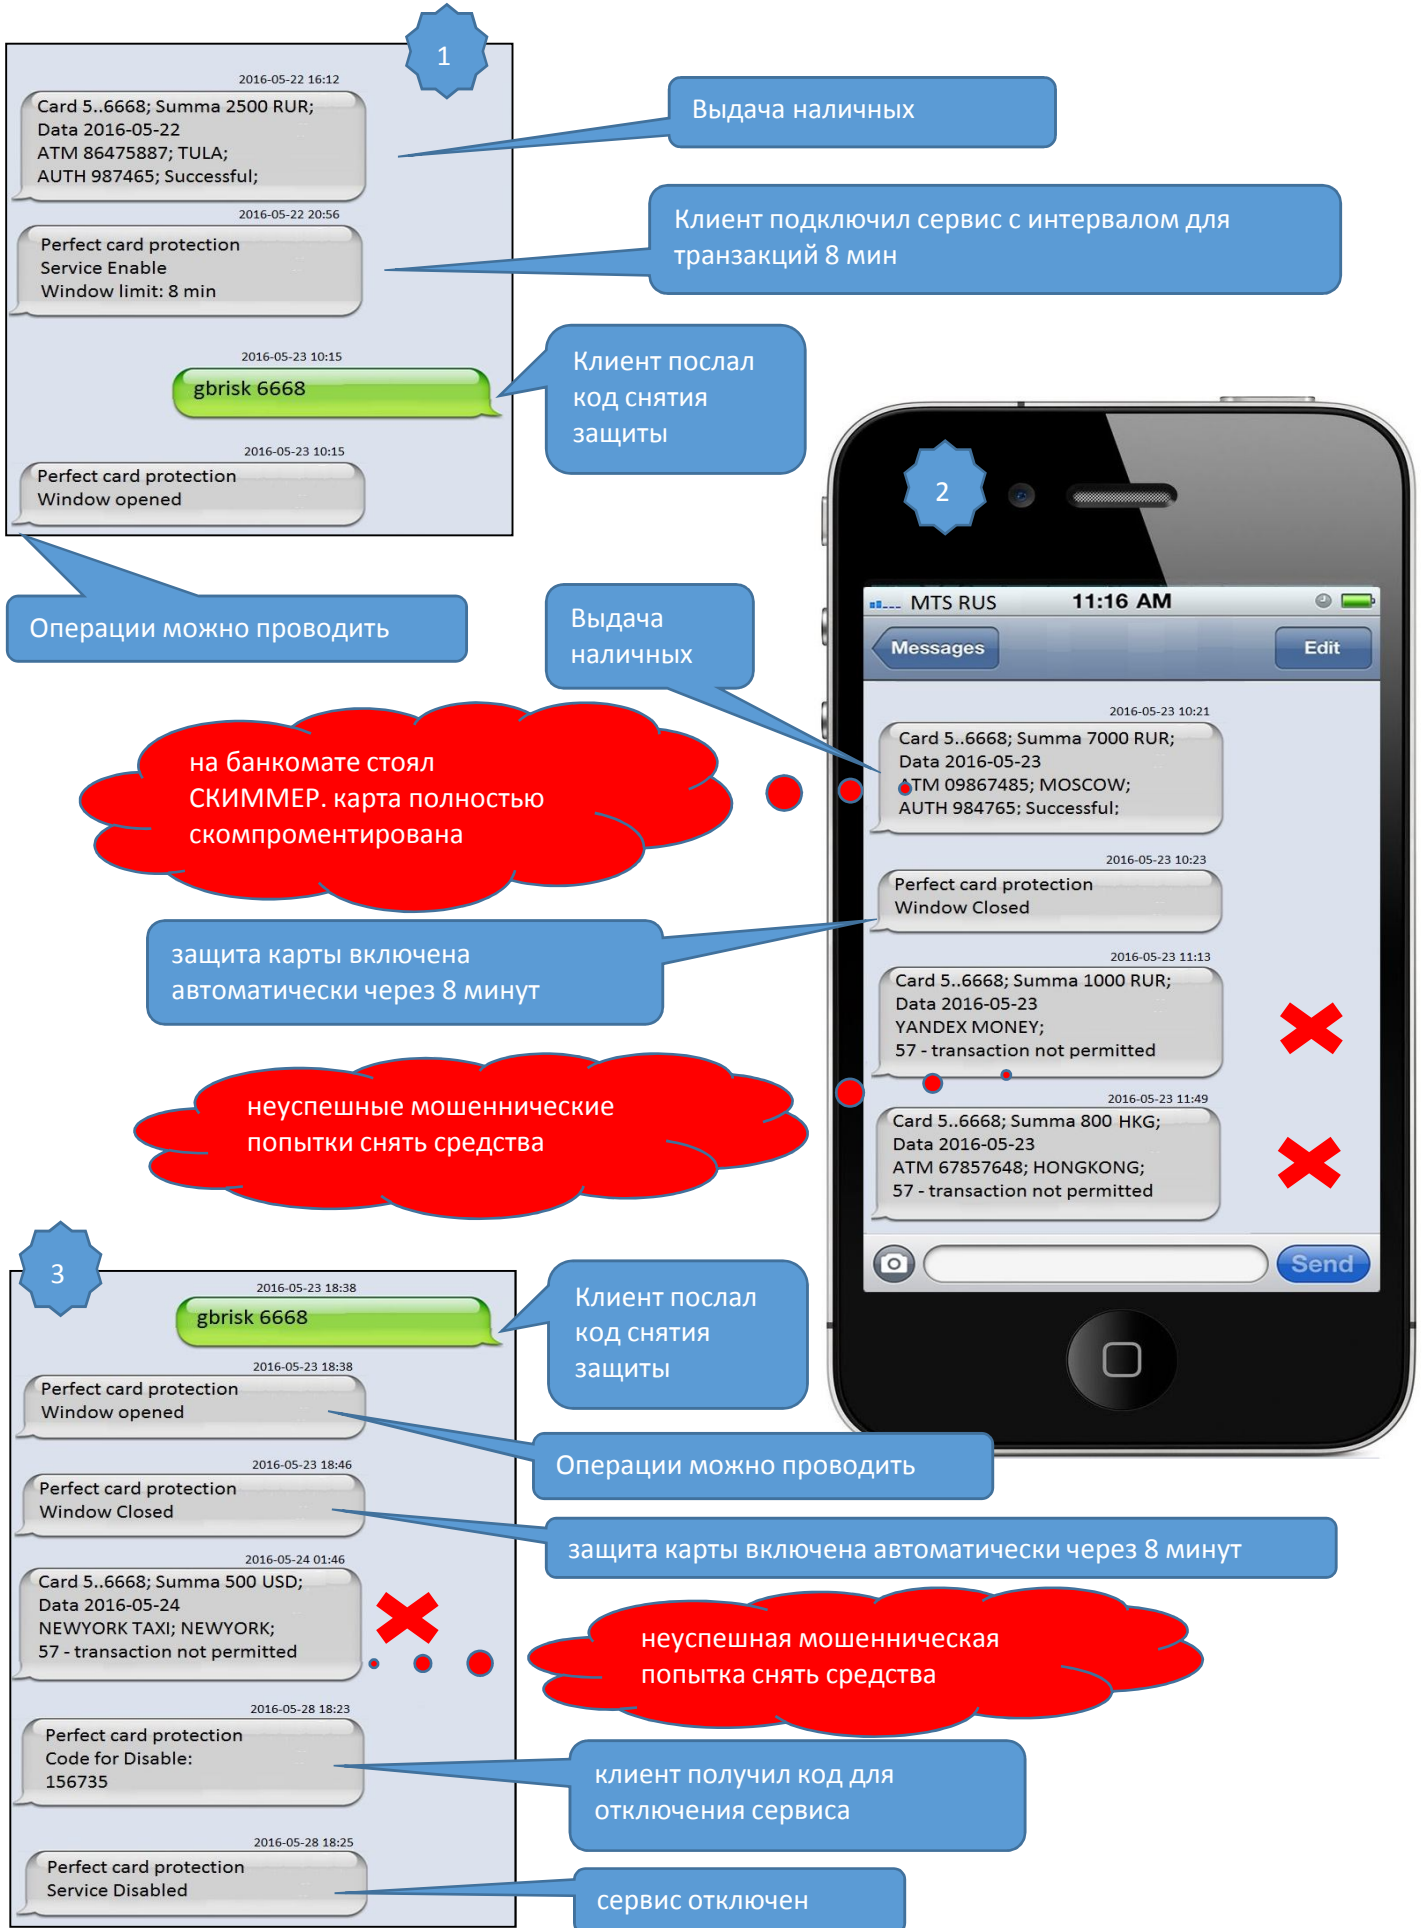 1
2016-05-22 16:12
Card 5..6668; Summa 2500 RUR;
Data 2016-05-22
ATM 86475887; TULA;
AUTH 987465; Successful;
Выдача наличных
2016-05-22 20:56
Perfect card protection
Service Enable
Window limit: 8 min
Клиент подключил сервис с интервалом для
транзакций 8 мин
2016-05-23 10:15
gbrisk 6668
Клиент послал
код снятия
защиты
2016-05-23 10:15
Perfect card protection
Window opened
Операции можно проводить
2
MTS RUS
11:16 AM
Messages
Edit
Выдача
наличных
2016-05-23 10:21
Card 5..6668; Summa 7000 RUR;
Data 2016-05-23
ATM 09867485; MOSCOW;
AUTH 984765; Successful;
на банкомате стоял
СКИММЕР. карта полностью
скомпроментирована
2016-05-23 10:23
Perfect card protection
Window Closed
защита карты включена
автоматически через 8 минут
2016-05-23 11:13
Card 5..6668; Summa 1000 RUR;
Data 2016-05-23
YANDEX MONEY;
57 - transaction not permitted
неуспешные мошеннические
попытки снять средства
2016-05-23 11:49
Card 5..6668; Summa 800 HKG;
Data 2016-05-23
ATM 67857648; HONGKONG;
57 - transaction not permitted
Send
3
2016-05-23 18:38
gbrisk 6668
Клиент послал
код снятия
защиты
2016-05-23 18:38
Perfect card protection
Window opened
Операции можно проводить
2016-05-23 18:46
Perfect card protection
Window Closed
защита карты включена автоматически через 8 минут
2016-05-24 01:46
Card 5..6668; Summa 500 USD;
Data 2016-05-24
NEWYORK TAXI; NEWYORK;
57 - transaction not permitted
неуспешная мошенническая
попытка снять средства
2016-05-28 18:23
Perfect card protection
Code for Disable:
156735
клиент получил код для
отключения сервиса
2016-05-28 18:25
Perfect card protection
Service Disabled
сервис отключен